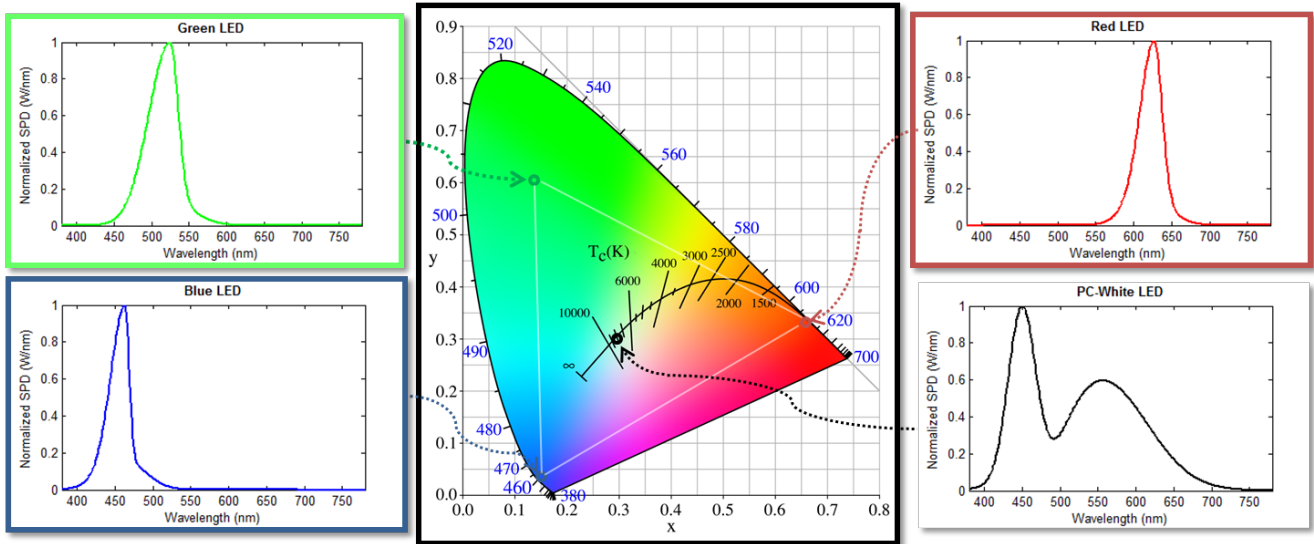 Green LED
Normalized SPD (W/nm)
1
0.8
0.6
0.4
0.2
0
400 450 500 550 600 650 700 750
Wavelength (nm)
Blue LED
Normalized SPD (W/nm)
1
0.8
0.6
0.4
0.2
0
400 450 500 550 600 650 700 750
Wavelength (nm)
0.9
0.8
0.7
0.6
0.5
0.4
0.3
0.2
0.1
0.0
y
520
540
560
500
580
Tc(K)
4000 3000 2500
6000
2000 1500
600
10000
620
490
∞
700
480
470
460
380
0.0 0.1 0.2 0.3 0.4 0.5 0.6 0.7 0.8
x
Red LED
Normalized SPD (W/nm)
1
0.8
0.6
0.4
0.2
0
400 450 500 550 600 650 700 750
Wavelength (nm)
PC-White LED
Normalized SPD (W/nm)
1
0.8
0.6
0.4
0.2
0
400 450 500 550 600 650 700 750
Wavelength (nm)